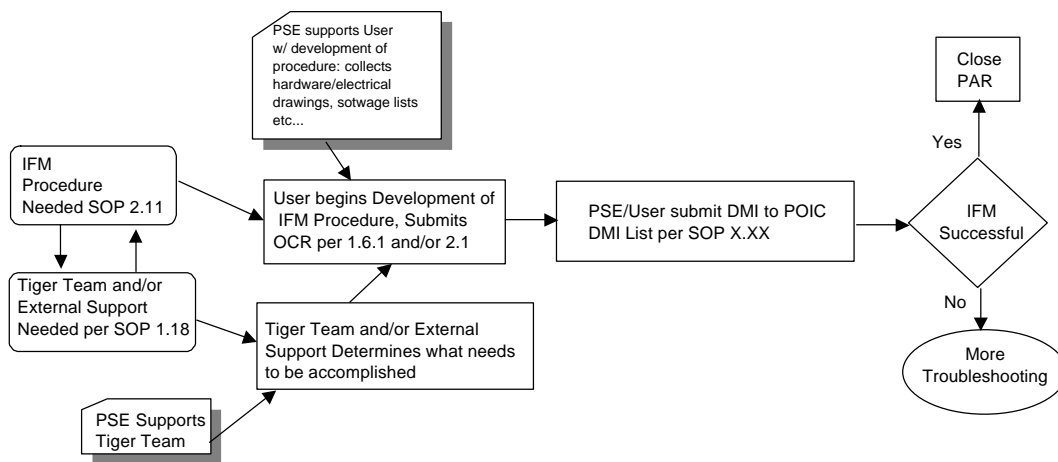 PSE supports User
w/ development of
procedure: collects
hardware/electrical
drawings, sotwage lists
etc...
Close
PAR
Yes
IFM
Procedure
Needed SOP 2.11
User begins Development of
IFM Procedure, Submits
OCR per 1.6.1 and/or 2.1
PSE/User submit DMI to POIC
DMI List per SOP X.XX
IFM
Successful
Tiger Team and/or
External Support
Needed per SOP 1.18
No
Tiger Team and/or External
Support Determines what needs
to be accomplished
More
Troubleshooting
PSE Supports
Tiger Team